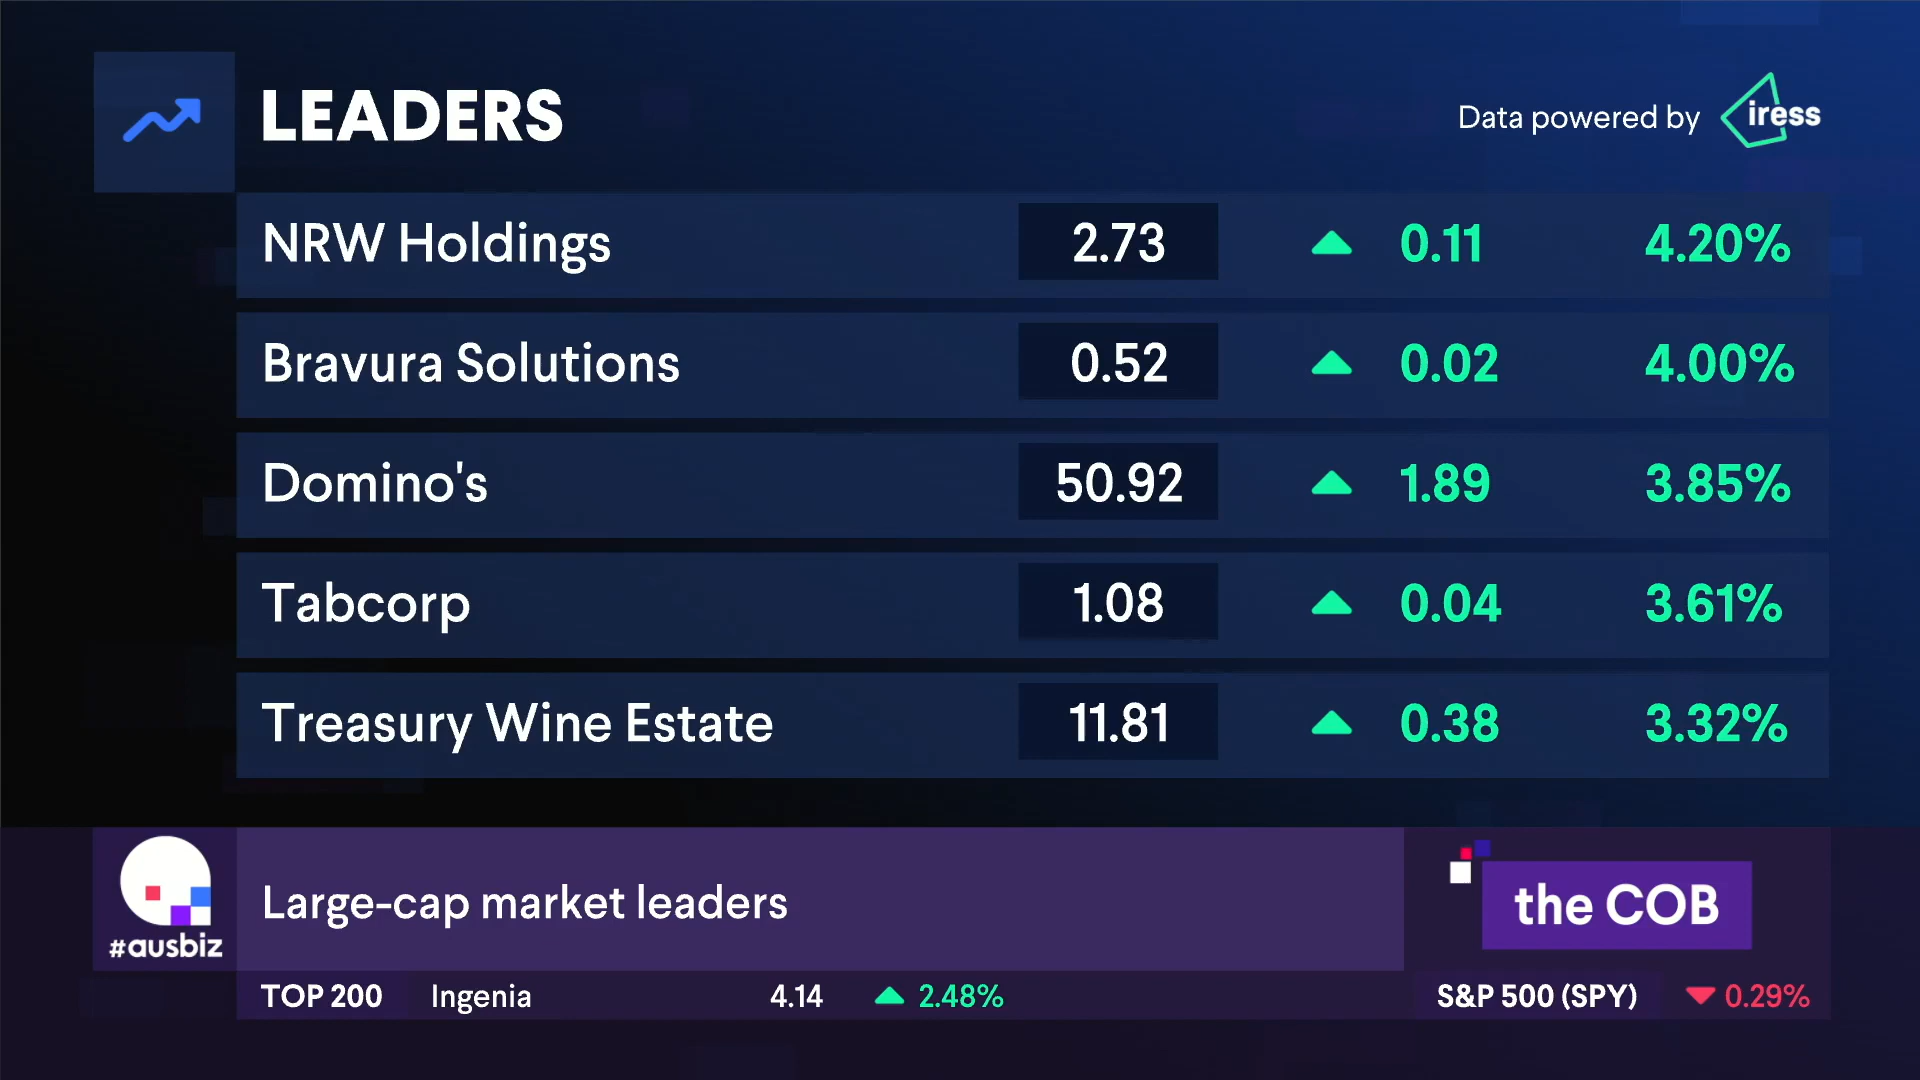 LEADERS
Data powered by iress
NRW Holdings 2.73 0.11 4.20%
Bravura Solutions 0.52 0.02 4.00%
Domino's 50.92 1.89 3.85%
Tabcorp 1.08 0.04 3.61%
Treasury Wine Estate 11.81 0.38 3.32%
Large-cap market leaders
the COB
#ausbiz
TOP 200 Ingenia 4.14 2.48% S&P 500 (SPY) 0.29%